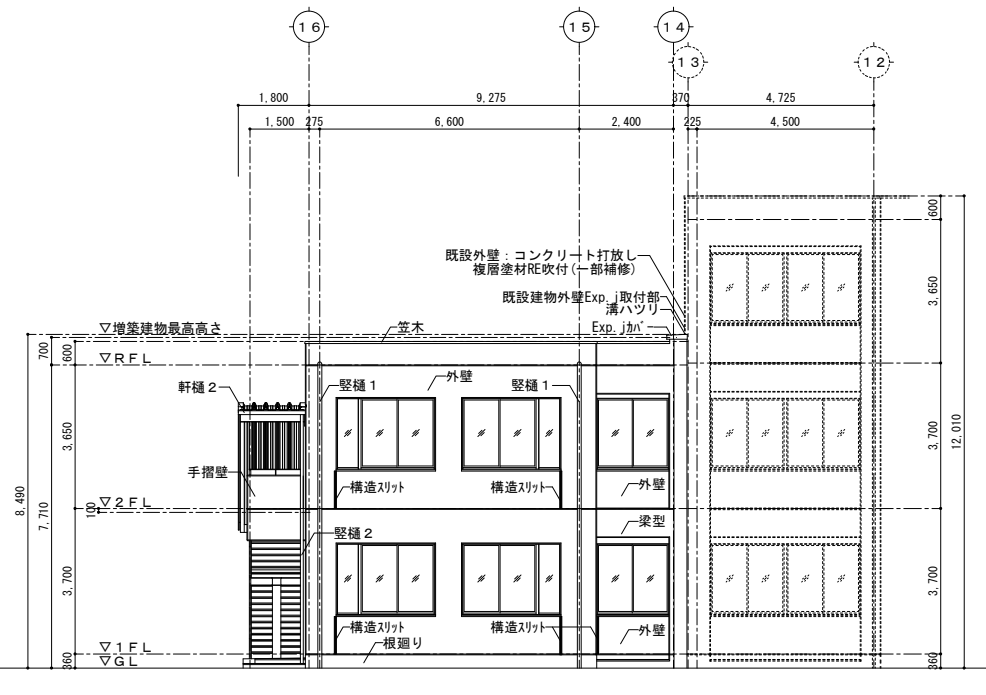 16
15
14
13
12
1,800
9,275
370
4,725
1,500
275
6,600
2,400
225
4,500
既設外壁：コンクリート打放し
複層塗材RE吹付(一部補修)
既設建物外壁Exp.j取付部
溝ハツリ
Exp.jｶﾊﾞｰ
▽増築建物最高高さ
笠木
▽RFL
軒樋2
竪樋1
外壁
竪樋1
手摺壁
構造ｽﾘｯﾄ
構造ｽﾘｯﾄ
外壁
▽2FL
梁型
竪樋2
構造ｽﾘｯﾄ
構造ｽﾘｯﾄ
外壁
根廻り
▽1FL
▽GL
8,490
700
7,710
600
3,650
100
3,700
360
600
3,650
3,700
3,700
360
12,010